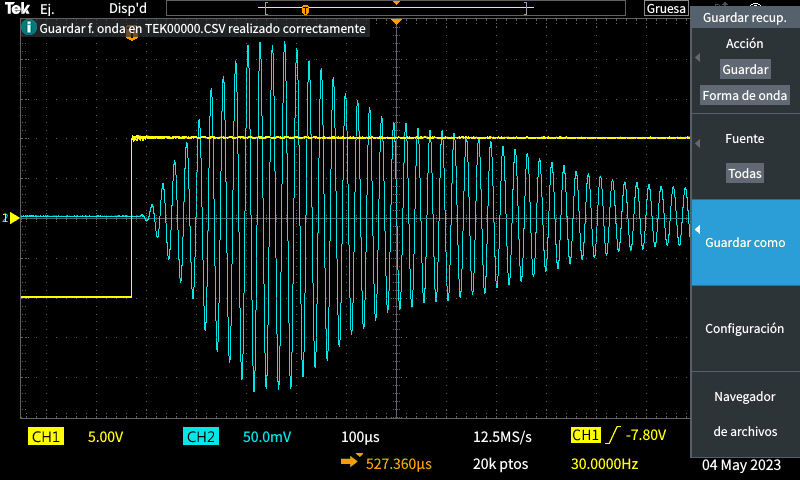 Tek Ej. Disp'd T Gruesa
Guardar f. onda en TEK00000.CSV realizado correctamente
Guardar recup.
Acción
Guardar
Forma de onda
Fuente
Todas
Guardar como
Configuración
Navegador
de archivos
CH1 5.00V CH2 50.0mV 100µs 12.5MS/s CH1 -7.80V
527.360µs 20k ptos 30.0000Hz 04 May 2023